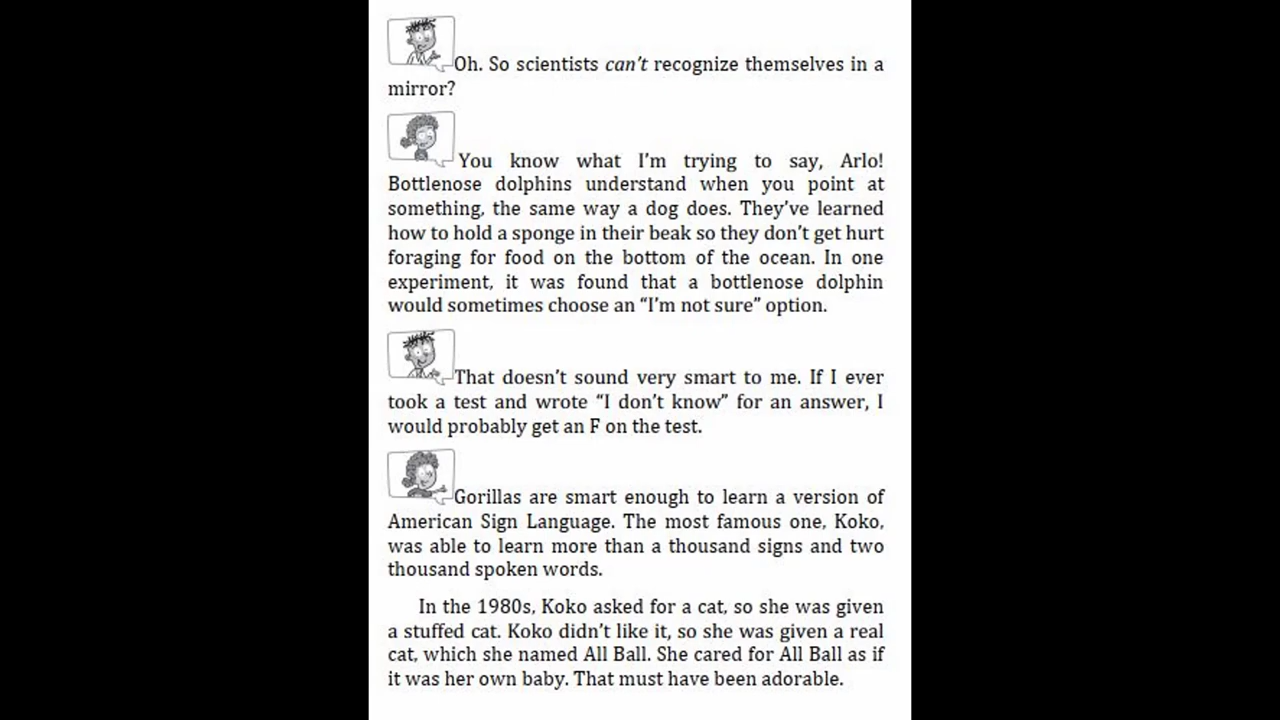 Oh. So scientists can’t recognize themselves in a
mirror?
You know what I’m trying to say, Arlo!
Bottlenose dolphins understand when you point at
something, the same way a dog does. They’ve learned
how to hold a sponge in their beak so they don’t get hurt
foraging for food on the bottom of the ocean. In one
experiment, it was found that a bottlenose dolphin
would sometimes choose an “I’m not sure” option.
That doesn’t sound very smart to me. If I ever
took a test and wrote “I don’t know” for an answer, I
would probably get an F on the test.
Gorillas are smart enough to learn a version of
American Sign Language. The most famous one, Koko,
was able to learn more than a thousand signs and two
thousand spoken words.
In the 1980s, Koko asked for a cat, so she was given
a stuffed cat. Koko didn’t like it, so she was given a real
cat, which she named All Ball. She cared for All Ball as if
it was her own baby. That must have been adorable.